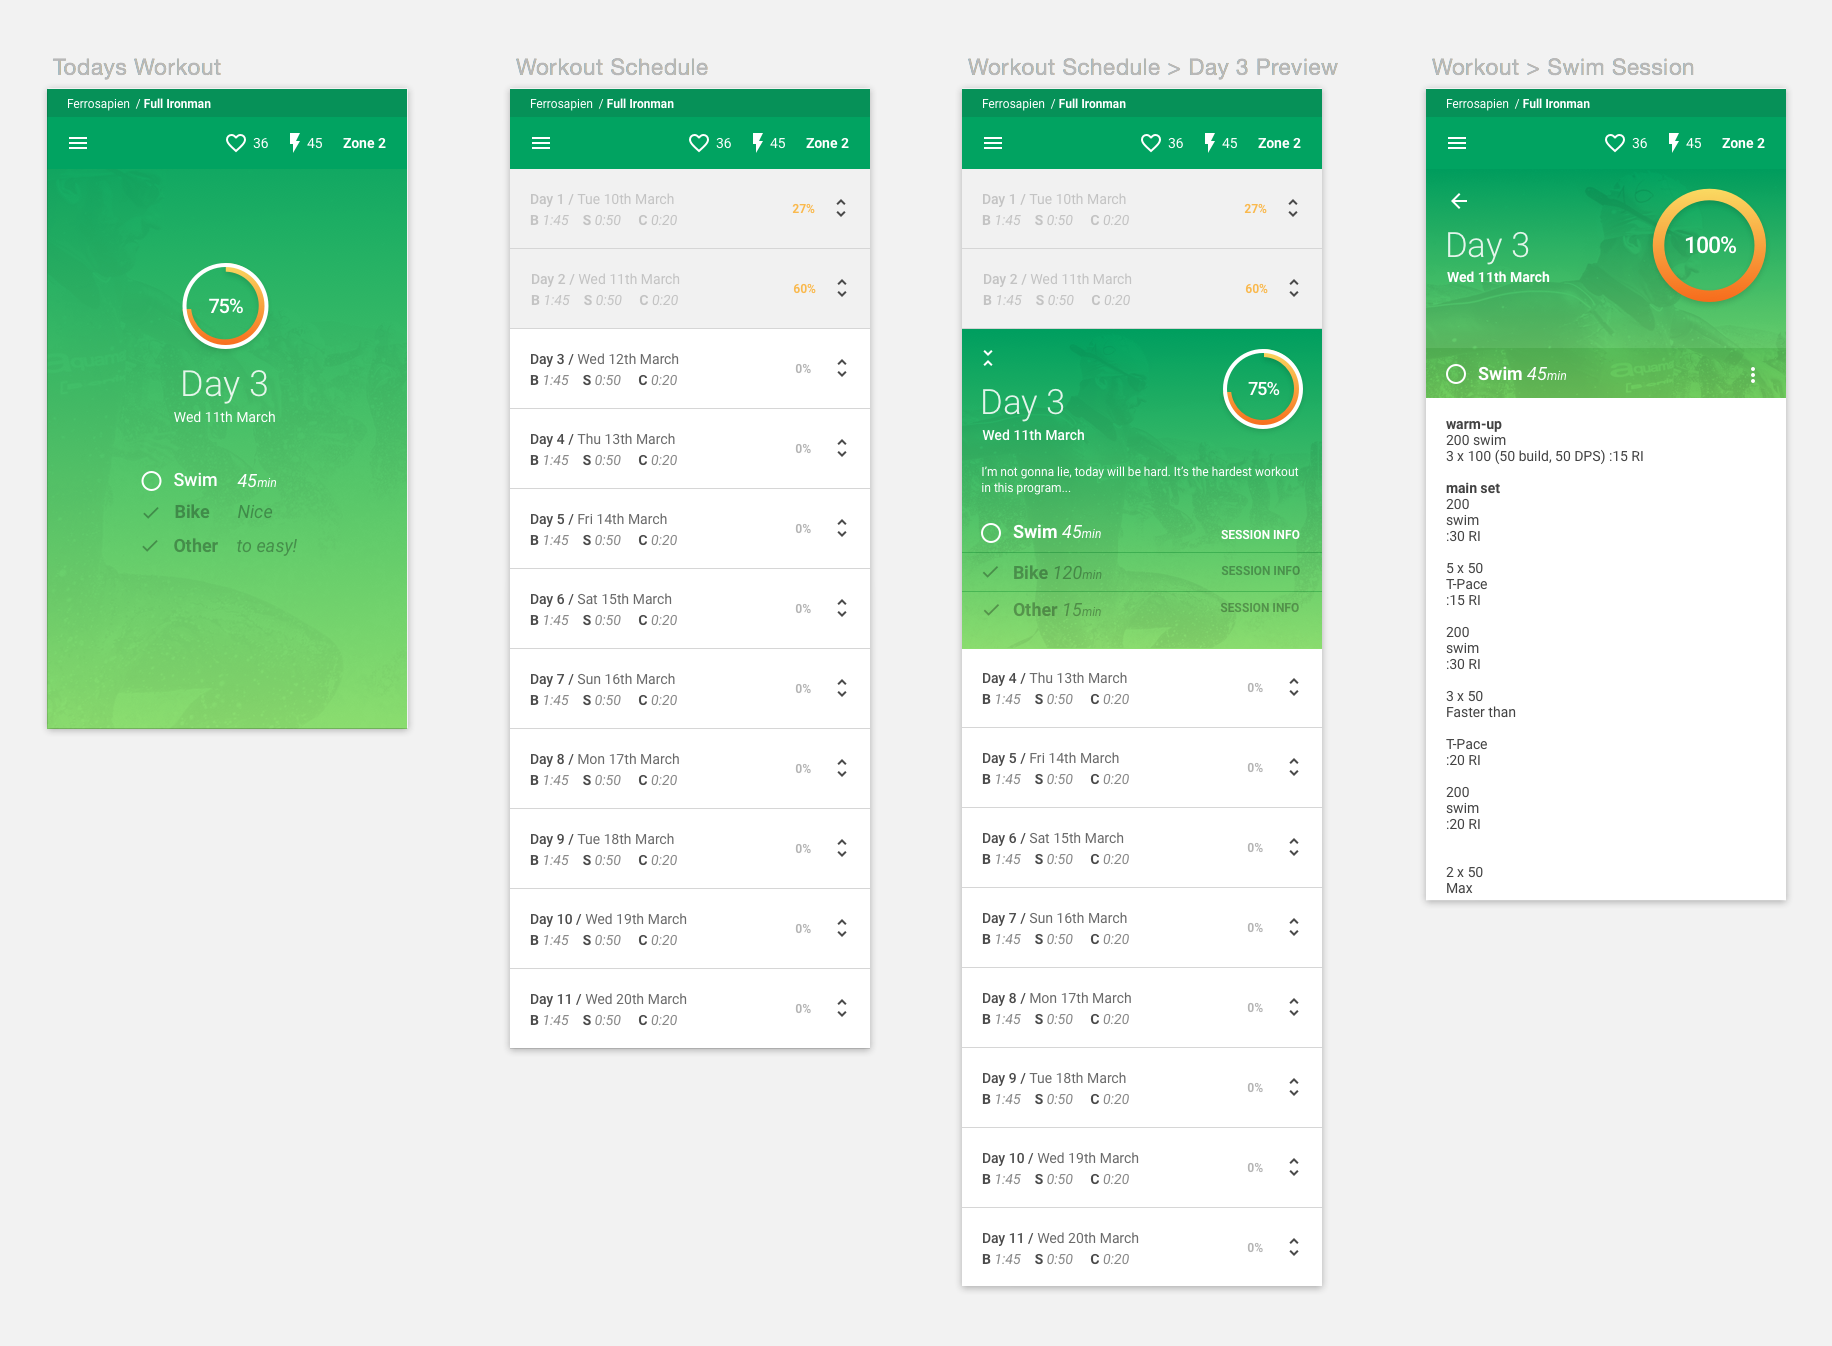 Todays Workout
Ferrosapien / Full Ironman
36 45 Zone 2
75%
Day 3
Wed 11th March
Swim 45min
Bike Nice
Other to easy!
Workout Schedule
Ferrosapien / Full Ironman
36 45 Zone 2
Day 1 / Tue 10th March
B 1:45 S 0:50 C 0:20
27%
Day 2 / Wed 11th March
B 1:45 S 0:50 C 0:20
60%
Day 3 / Wed 12th March
B 1:45 S 0:50 C 0:20
0%
Day 4 / Thu 13th March
B 1:45 S 0:50 C 0:20
0%
Day 5 / Fri 14th March
B 1:45 S 0:50 C 0:20
0%
Day 6 / Sat 15th March
B 1:45 S 0:50 C 0:20
0%
Day 7 / Sun 16th March
B 1:45 S 0:50 C 0:20
0%
Day 8 / Mon 17th March
B 1:45 S 0:50 C 0:20
0%
Day 9 / Tue 18th March
B 1:45 S 0:50 C 0:20
0%
Day 10 / Wed 19th March
B 1:45 S 0:50 C 0:20
0%
Day 11 / Wed 20th March
B 1:45 S 0:50 C 0:20
0%
Workout Schedule > Day 3 Preview
Ferrosapien / Full Ironman
36 45 Zone 2
Day 1 / Tue 10th March
B 1:45 S 0:50 C 0:20
27%
Day 2 / Wed 11th March
B 1:45 S 0:50 C 0:20
60%
75%
Day 3
Wed 11th March
I'm not gonna lie, today will be hard. It's the hardest workout
in this program...
Swim 45min SESSION INFO
Bike 120min SESSION INFO
Other 15min SESSION INFO
Day 4 / Thu 13th March
B 1:45 S 0:50 C 0:20
0%
Day 5 / Fri 14th March
B 1:45 S 0:50 C 0:20
0%
Day 6 / Sat 15th March
B 1:45 S 0:50 C 0:20
0%
Day 7 / Sun 16th March
B 1:45 S 0:50 C 0:20
0%
Day 8 / Mon 17th March
B 1:45 S 0:50 C 0:20
0%
Day 9 / Tue 18th March
B 1:45 S 0:50 C 0:20
0%
Day 10 / Wed 19th March
B 1:45 S 0:50 C 0:20
0%
Day 11 / Wed 20th March
B 1:45 S 0:50 C 0:20
0%
Workout > Swim Session
Ferrosapien / Full Ironman
36 45 Zone 2
100%
Day 3
Wed 11th March
Swim 45min
warm-up
200 swim
3 x 100 (50 build, 50 DPS) :15 RI
main set
200
swim
:30 RI
5 x 50
T-Pace
:15 RI
200
swim
:30 RI
3 x 50
Faster than
T-Pace
:20 RI
200
swim
:20 RI
2 x 50
Max